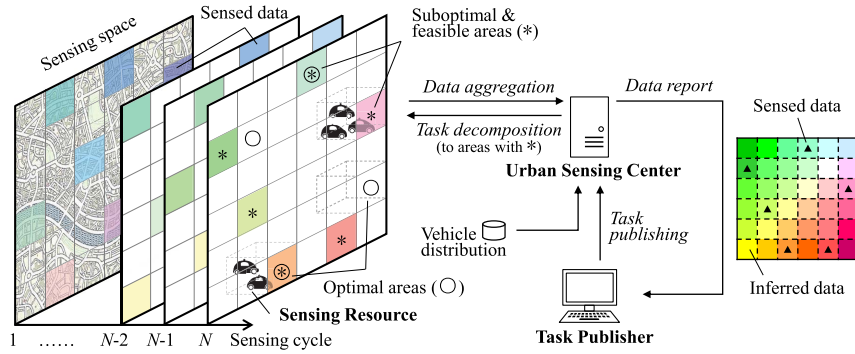 Sensing space
Sensed data
Suboptimal &
feasible areas (*)
Data aggregation
Data report
Task decomposition
(to areas with *)
Urban Sensing Center
Sensed data
Vehicle
distribution
Task
publishing
Optimal areas (○)
Sensing Resource
Inferred data
Task Publisher
1 ...... N-2 N-1 N Sensing cycle